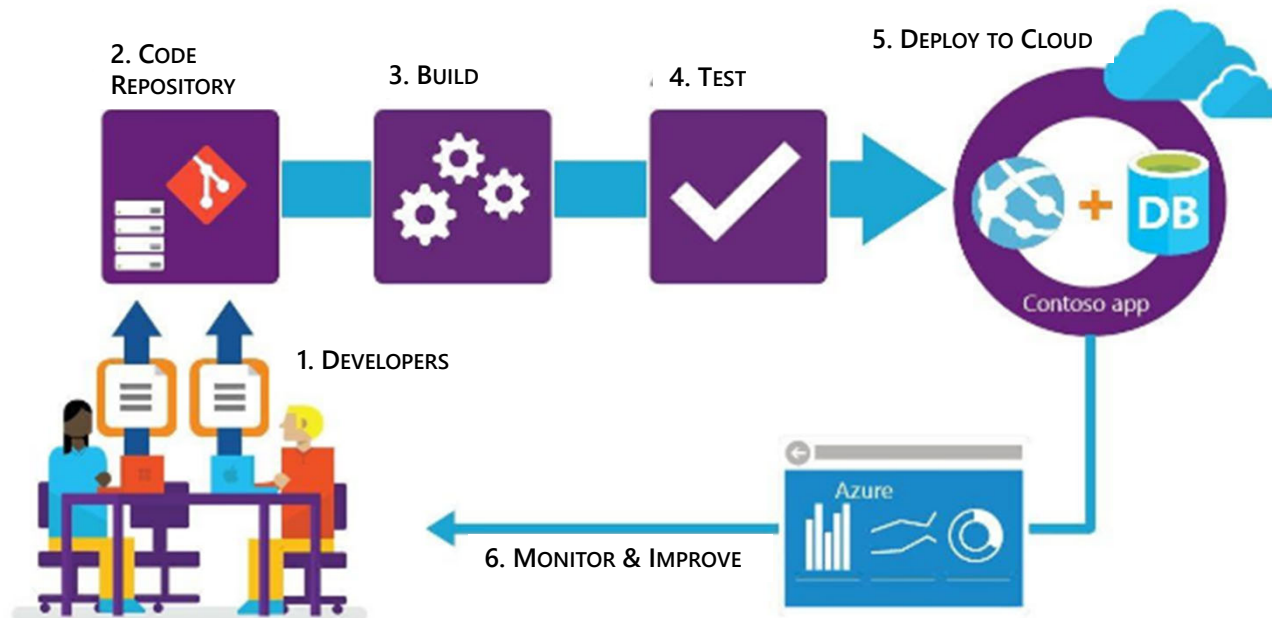 2. CODE
REPOSITORY
3. BUILD
4. TEST
5. DEPLOY TO CLOUD
DB
Contoso app
1. DEVELOPERS
Azure
6. MONITOR & IMPROVE